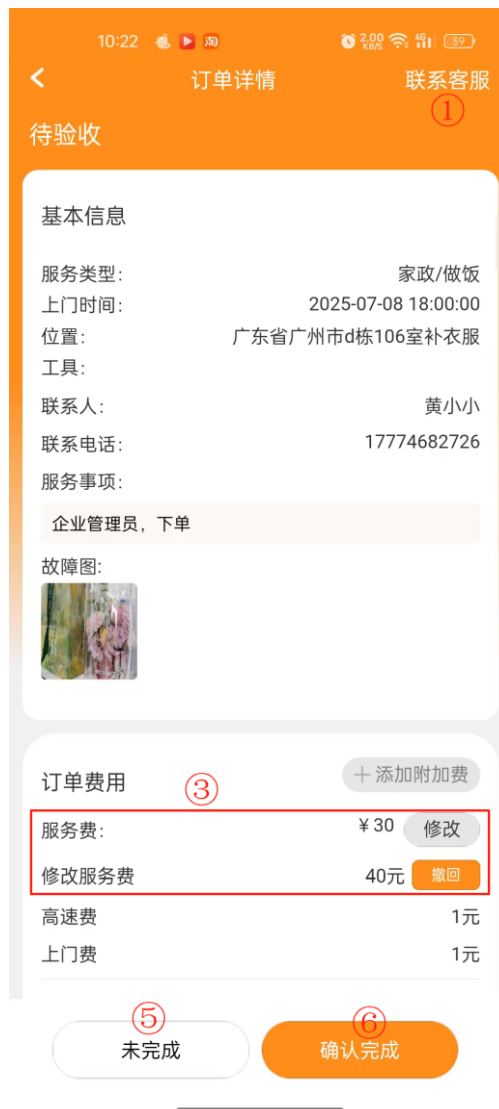 10:22 淘 2.00 KB/S 4G 39
订单详情 联系客服
①
待验收
基本信息
服务类型: 家政/做饭
上门时间: 2025-07-08 18:00:00
位置: 广东省广州市d栋106室补衣服
工具:
联系人: 黄小小
联系电话: 17774682726
服务事项:
企业管理员，下单
故障图:
订单费用 ③ +添加附加费
服务费: ¥30 修改
修改服务费 40元 撤回
高速费 1元
上门费 1元
⑤ ⑥
未完成 确认完成